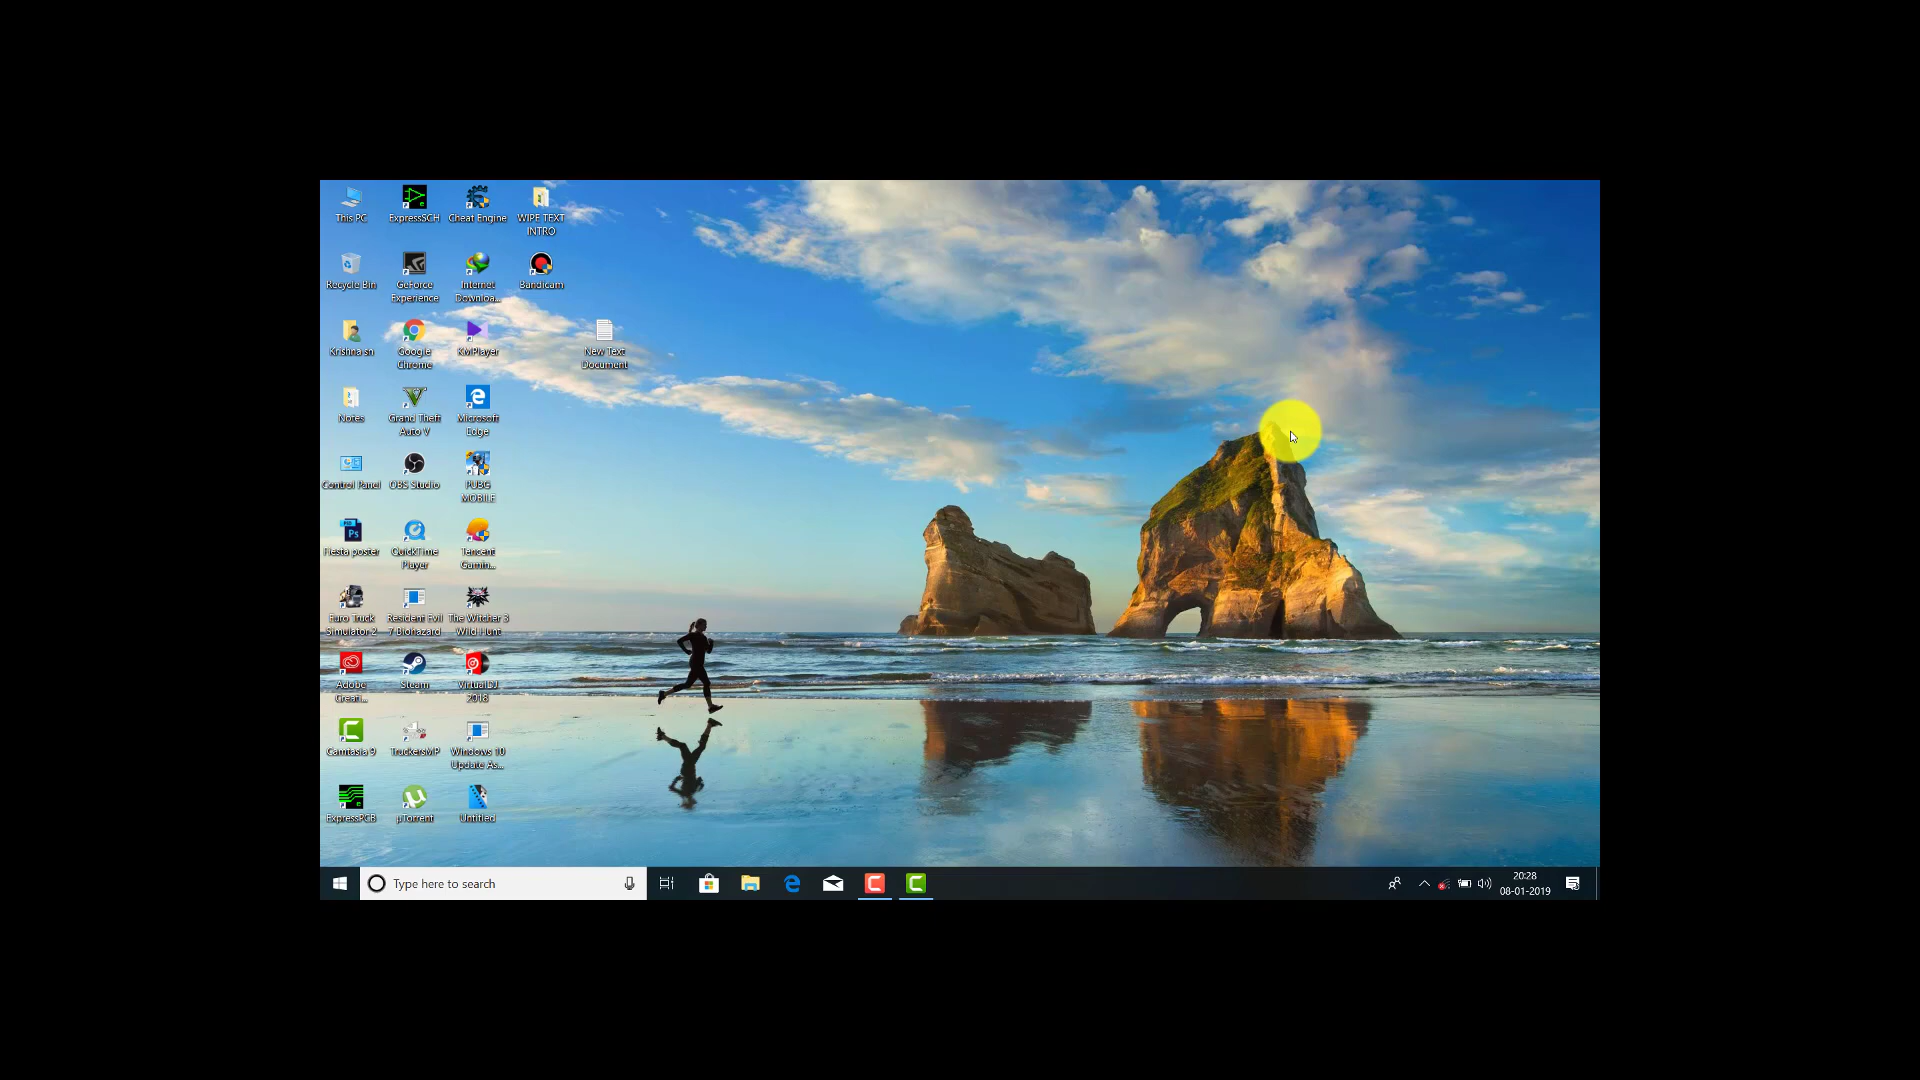 This PC
ExpressSCH
Cheat Engine
WIPE TEXT
INTRO
Recycle Bin
GeForce
Experience
Internet
Downloa...
Bandicam
Krishna sn
Google
Chrome
KMPlayer
New Text
Document
Notes
Grand Theft
Auto V
Microsoft
Edge
Control Panel
OBS Studio
PUBG
MOBILE
Fiesta poster
QuickTime
Player
Tencent
Gamin...
Euro Truck
Simulator 2
Resident Evil
7 Biohazard
The Witcher 3
Wild Hunt
Adobe
Creati...
Steam
VirtualDJ
2018
Camtasia 9
TruckersMP
Windows 10
Update As...
ExpressPCB
µTorrent
Untitled
Type here to search
20:28
08-01-2019